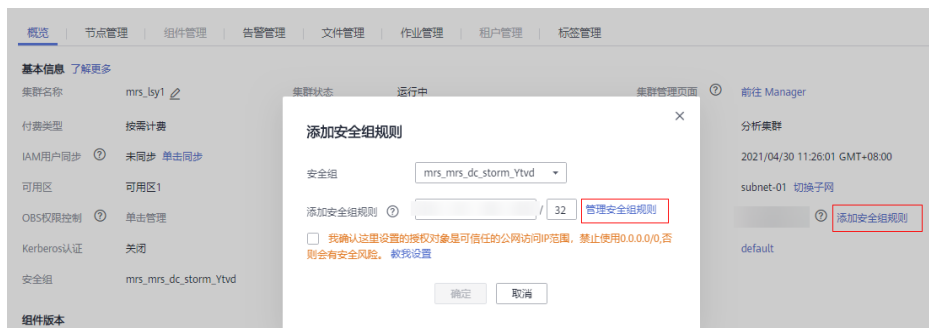 概览 节点管理 组件管理 告警管理 文件管理 作业管理 租户管理 标签管理
基本信息 了解更多
集群名称 mrs_lsy1 集群状态 运行中 集群管理页面 ? 前往 Manager
付费类型 按需计费 分析集群
IAM用户同步 ? 未同步 单击同步 2021/04/30 11:26:01 GMT+08:00
可用区 可用区1 subnet-01 切换子网
OBS权限控制 ? 单击管理 ? 添加安全组规则
Kerberos认证 关闭 default
安全组 mrs_mrs_dc_storm_Ytvd
组件版本
添加安全组规则
安全组 mrs_mrs_dc_storm_Ytvd
添加安全组规则 ? / 32 管理安全组规则
我确认这里设置的授权对象是可信任的公网访问IP范围，禁止使用0.0.0.0/0,否
则会有安全风险。 教我设置
确定 取消